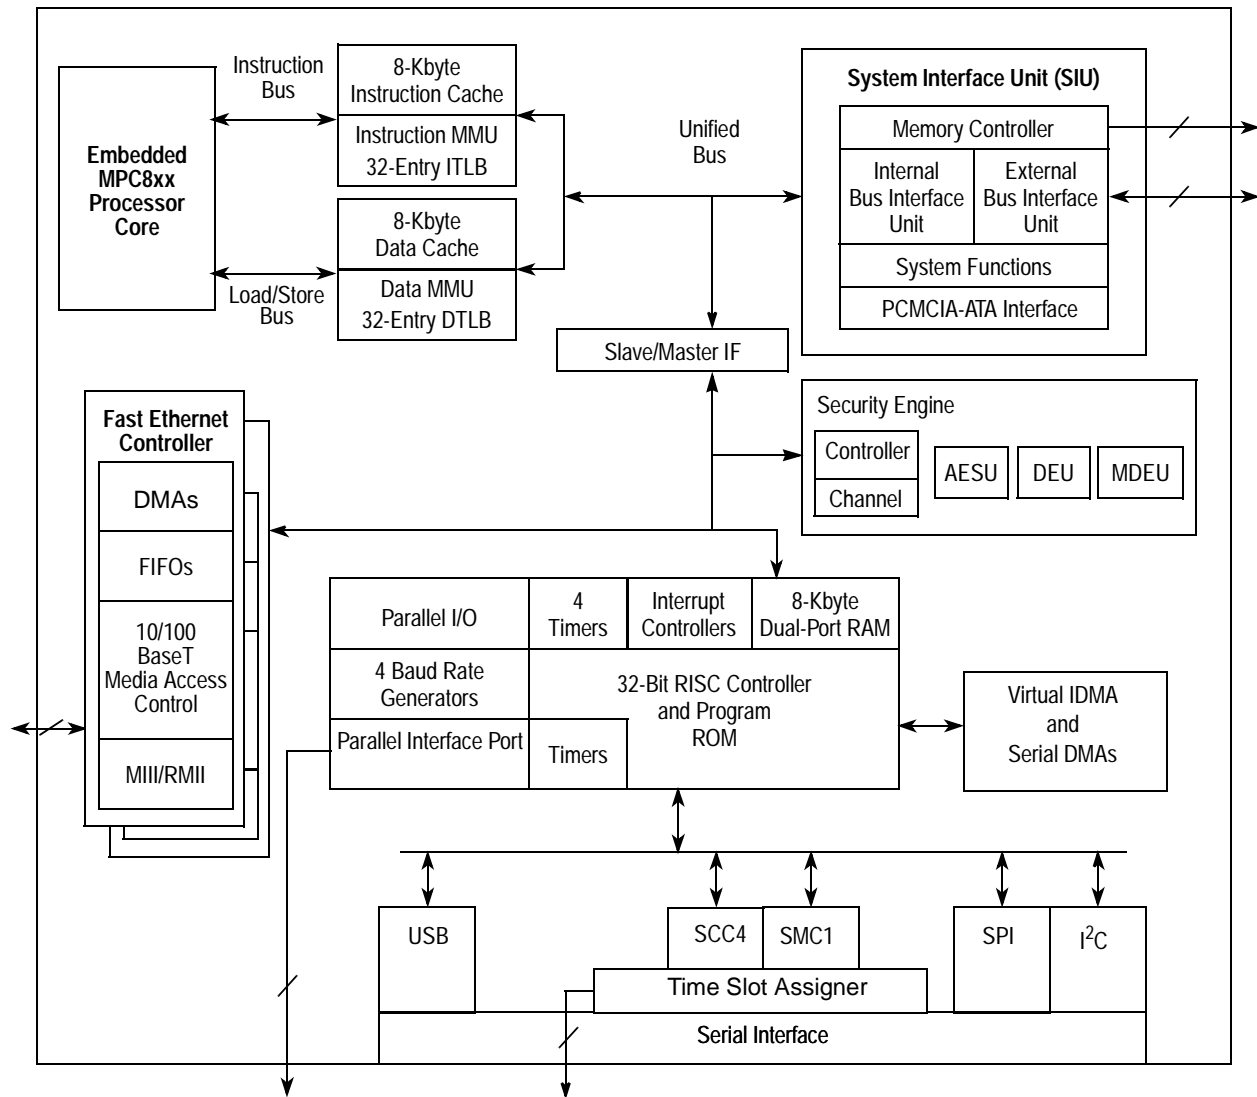 Instruction
Bus
8-Kbyte
Instruction Cache
Instruction MMU
32-Entry ITLB
Embedded
MPC8xx
Processor
Core
8-Kbyte
Data Cache
Data MMU
32-Entry DTLB
Load/Store
Bus
Unified
Bus
System Interface Unit (SIU)
Memory Controller
Internal
Bus Interface
Unit
External
Bus Interface
Unit
System Functions
PCMCIA-ATA Interface
Slave/Master IF
Security Engine
Controller
Channel
AESU
DEU
MDEU
Fast Ethernet
Controller
DMAs
FIFOs
10/100
BaseT
Media Access
Control
MIII/RMII
Parallel I/O
4
Timers
Interrupt
Controllers
8-Kbyte
Dual-Port RAM
4 Baud Rate
Generators
32-Bit RISC Controller
and Program
ROM
Parallel Interface Port
Timers
Virtual IDMA
and
Serial DMAs
USB
SCC4
SMC1
SPI
I²C
Time Slot Assigner
Serial Interface